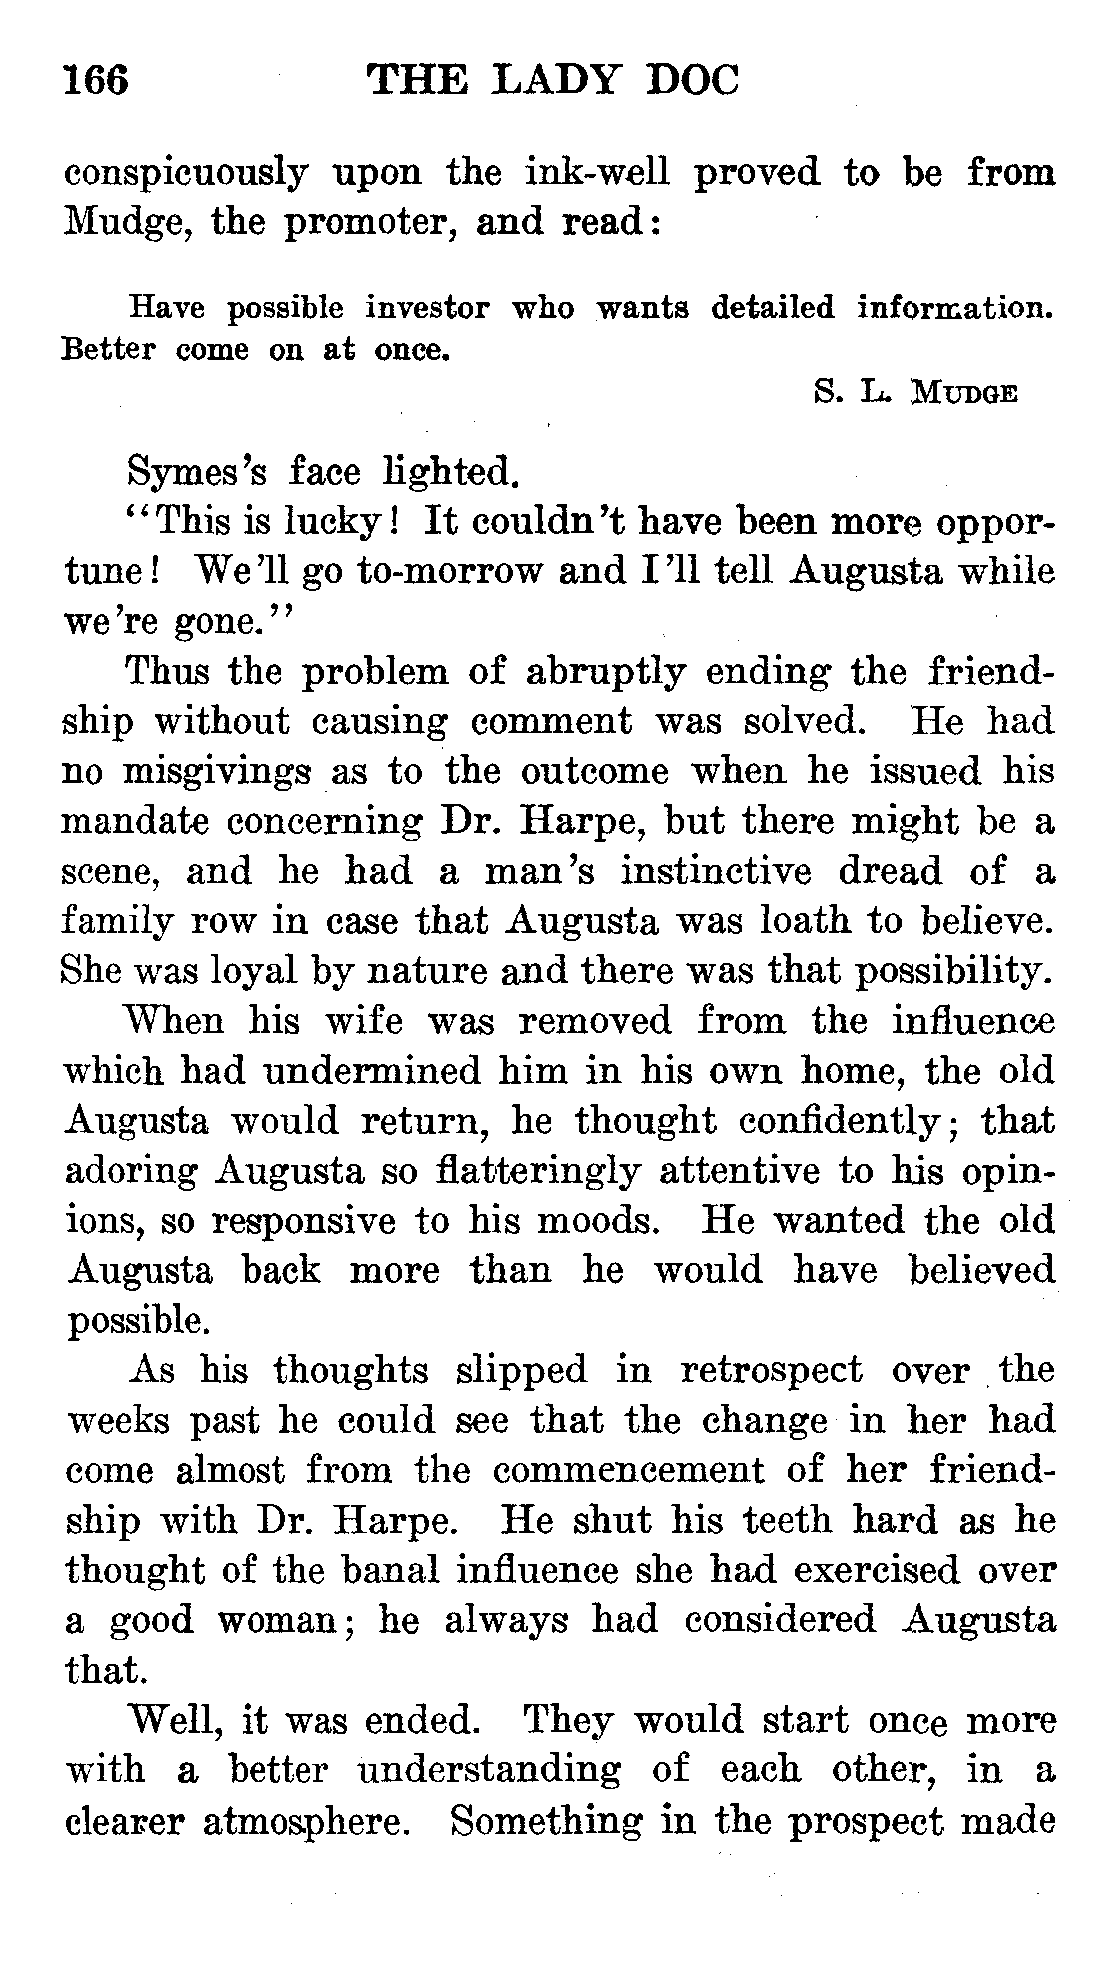 166 THE LADY DOC
conspicuously upon the ink-well proved to be from
Mudge, the promoter, and read:
Have possible investor who wants detailed information.
Better come on at once.
S. L. MUDGE
Symes's face lighted.
"This is lucky! It couldn't have been more oppor-
tune! We'll go to-morrow and I'll tell Augusta while
we're gone."
Thus the problem of abruptly ending the friend-
ship without causing comment was solved. He had
no misgivings as to the outcome when he issued his
mandate concerning Dr. Harpe, but there might be a
scene, and he had a man's instinctive dread of a
family row in case that Augusta was loath to believe.
She was loyal by nature and there was that possibility.
When his wife was removed from the influence
which had undermined him in his own home, the old
Augusta would return, he thought confidently; that
adoring Augusta so flatteringly attentive to his opin-
ions, so responsive to his moods. He wanted the old
Augusta back more than he would have believed
possible.
As his thoughts slipped in retrospect over the
weeks past he could see that the change in her had
come almost from the commencement of her friend-
ship with Dr. Harpe. He shut his teeth hard as he
thought of the banal influence she had exercised over
a good woman; he always had considered Augusta
that.
Well, it was ended. They would start once more
with a better understanding of each other, in a
clearer atmosphere. Something in the prospect made